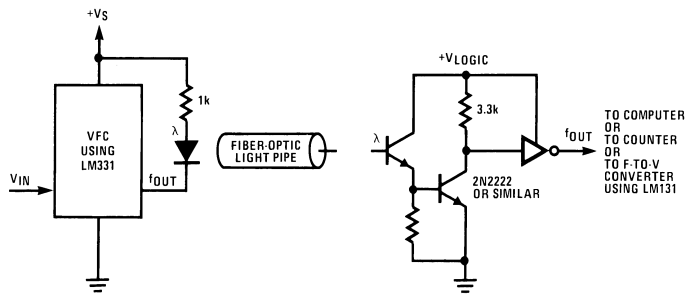 +VS
1k
λ
VFC
USING
LM331
VIN
fOUT
FIBER-OPTIC
LIGHT PIPE
+VLOGIC
3.3k
λ
2N2222
OR SIMILAR
fOUT
TO COMPUTER
OR
TO COUNTER
OR
TO F-TO-V
CONVERTER
USING LM131